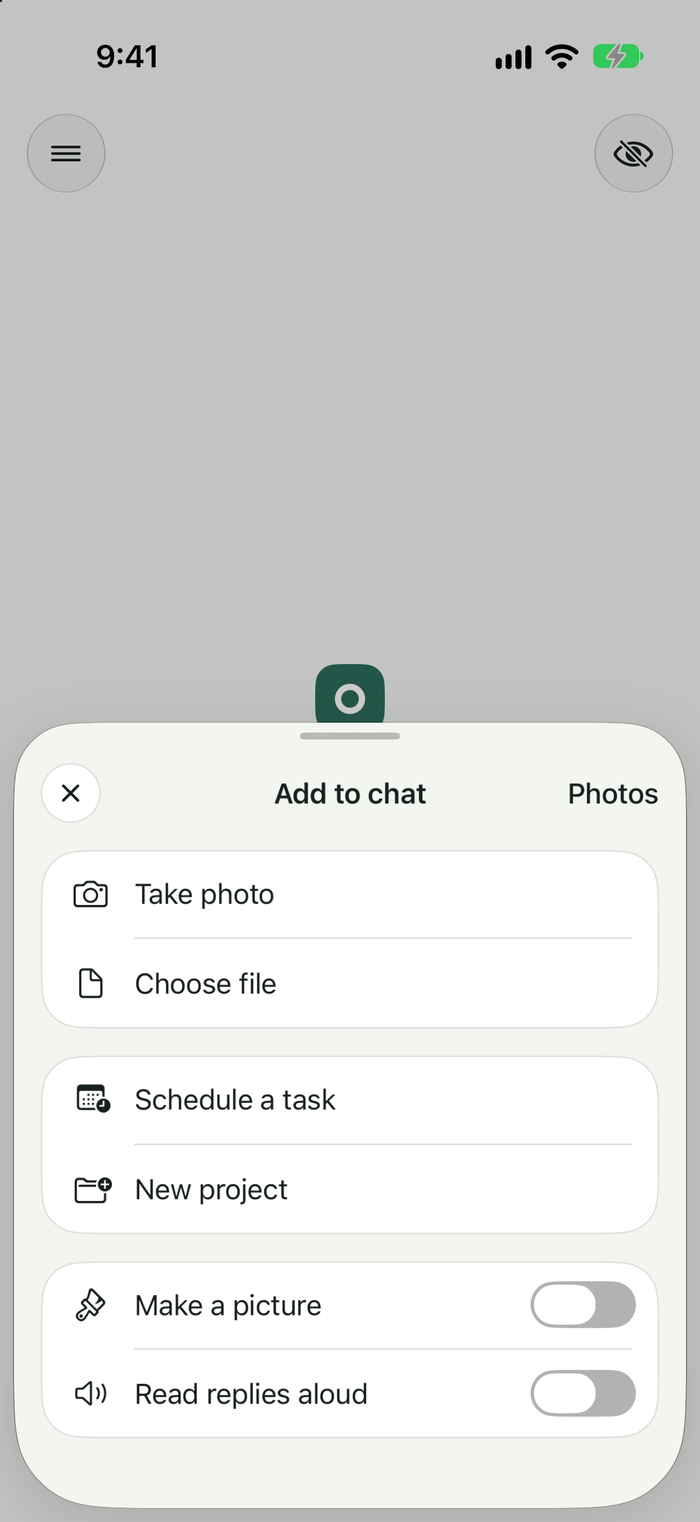 9:41
Add to chat
Photos
Take photo
Choose file
Schedule a task
New project
Make a picture
Read replies aloud